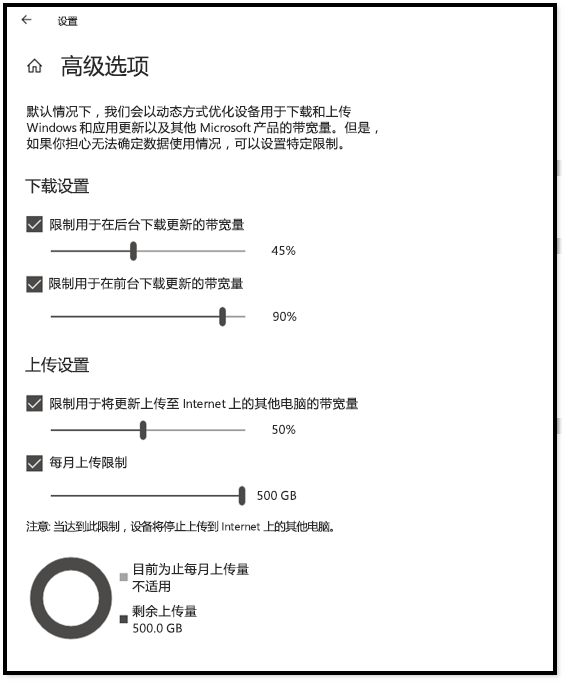 设置
高级选项
默认情况下，我们会以动态方式优化设备用于下载和上传
Windows 和应用更新以及其他 Microsoft 产品的带宽量。但是，
如果你担心无法确定数据使用情况，可以设置特定限制。
下载设置
限制用于在后台下载更新的带宽量
45%
限制用于在前台下载更新的带宽量
90%
上传设置
限制用于将更新上传至 Internet 上的其他电脑的带宽量
50%
每月上传限制
500 GB
注意: 当达到此限制，设备将停止上传到 Internet 上的其他电脑。
目前为止每月上传量
不适用
剩余上传量
500.0 GB